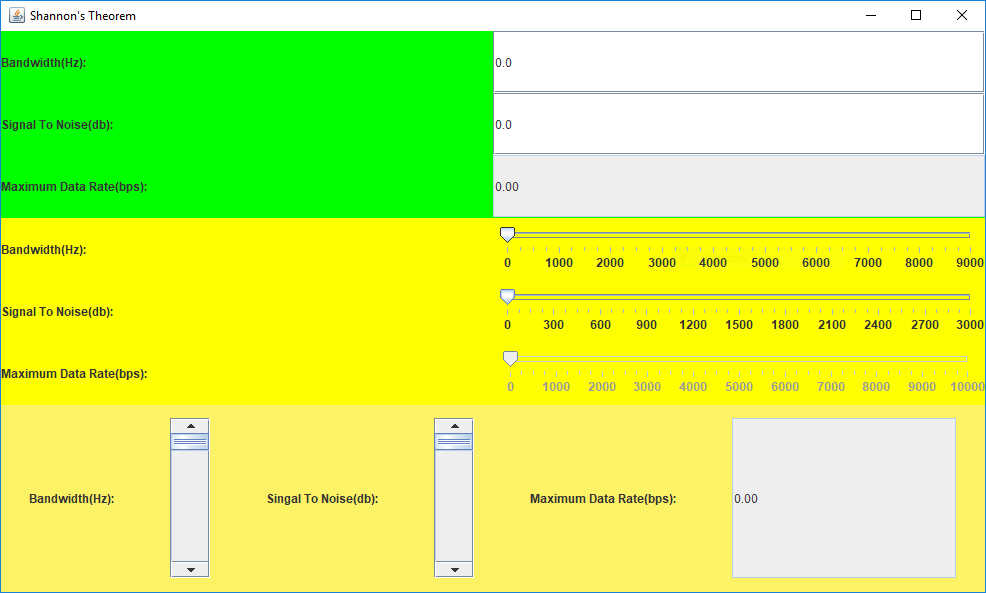 Shannon's Theorem
Bandwidth(Hz): 0.0
Signal To Noise(db): 0.0
Maximum Data Rate(bps): 0.00
Bandwidth(Hz):
0 1000 2000 3000 4000 5000 6000 7000 8000 9000
Signal To Noise(db):
0 300 600 900 1200 1500 1800 2100 2400 2700 3000
Maximum Data Rate(bps):
0 1000 2000 3000 4000 5000 6000 7000 8000 9000 10000
Bandwidth(Hz): Singal To Noise(db): Maximum Data Rate(bps): 0.00